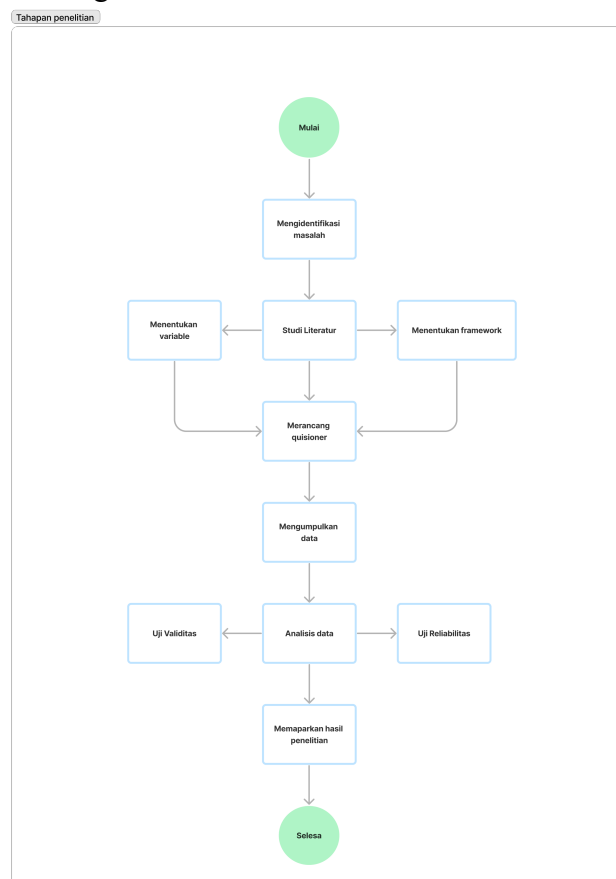 Tahapan penelitian
Mulai
Mengidentifikasi
masalah
Menentukan
variable
Studi Literatur
Menentukan framework
Merancang
quisioner
Mengumpulkan
data
Uji Validitas
Analisis data
Uji Reliabilitas
Memaparkan hasil
penelitian
Selesa